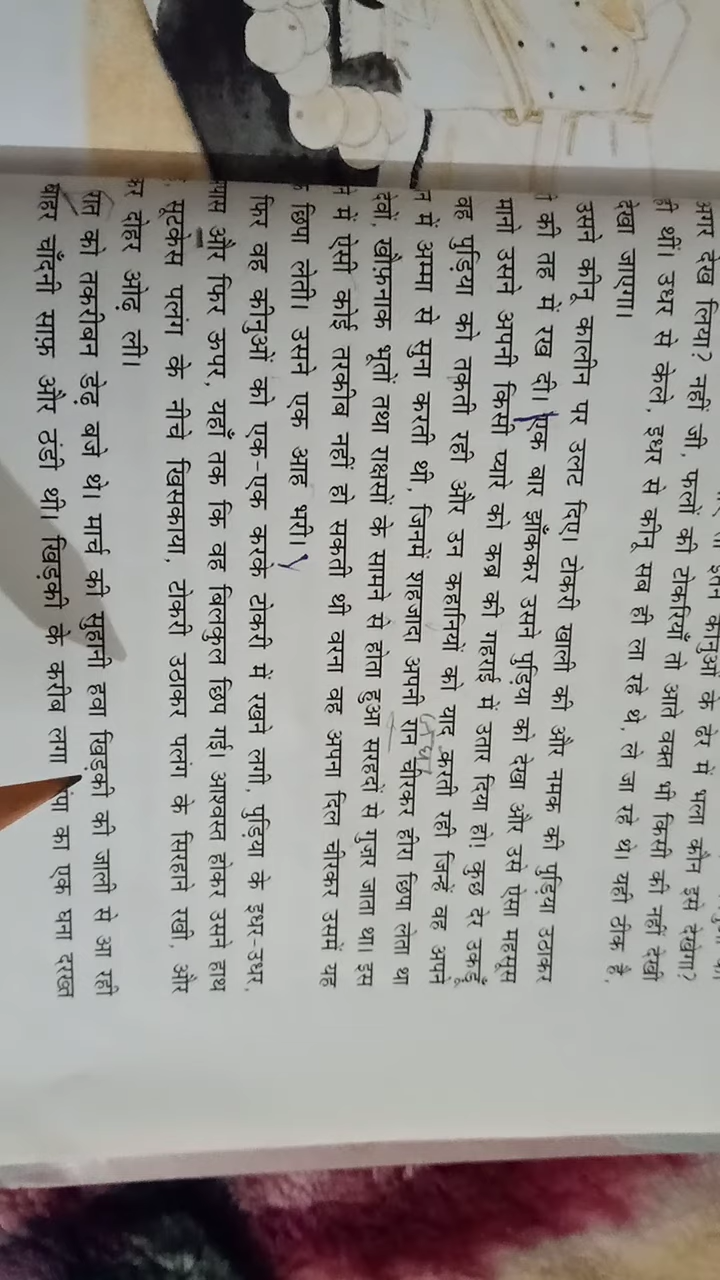 इतने कीनुओं के ढेर में भला कौन इसे देखेगा?
अगर देख लिया? नहीं जी, फलों की टोकरियाँ तो आते वक्त भी किसी की नहीं देखी
थीं। उधर से केले, इधर से कीनू सब ही ला रहे थे, ले जा रहे थे। यही ठीक है,
देखा जाएगा।
उसने कीनू कालीन पर उलट दिए। टोकरी खाली की और नमक की पुड़िया उठाकर
की तह में रख दी। एक बार झाँककर उसने पुड़िया को देखा और उसे ऐसा महसूस
मानो उसने अपनी किसी प्यारे को कब्र की गहराई में उतार दिया हो! कुछ देर उकड़ूँ
वह पुड़िया को तकती रही और उन कहानियों को याद करती रही जिन्हें वह अपने
न में अम्मा से सुना करती थी, जिनमें शहजादा अपनी रान चीरकर हीरा छिपा लेता था
देवों, खौफ़नाक भूतों तथा राक्षसों के सामने से होता हुआ सरहदों से गुज़र जाता था। इस
ने में ऐसी कोई तरकीब नहीं हो सकती थी वरना वह अपना दिल चीरकर उसमें यह
छिपा लेती। उसने एक आह भरी।
फिर वह कीनुओं को एक-एक करके टोकरी में रखने लगी, पुड़िया के इधर-उधर,
पास और फिर ऊपर, यहाँ तक कि वह बिलकुल छिप गई। आश्वस्त होकर उसने हाथ
सूटकेस पलंग के नीचे खिसकाया, टोकरी उठाकर पलंग के सिरहाने रखी, और
कर दोहर ओढ़ ली।
रात को तकरीबन डेढ़ बजे थे। मार्च की सुहानी हवा खिड़की की जाली से आ रही
बाहर चाँदनी साफ़ और ठंडी थी। खिड़की के करीब लगा चंपा का एक घना दरख्त